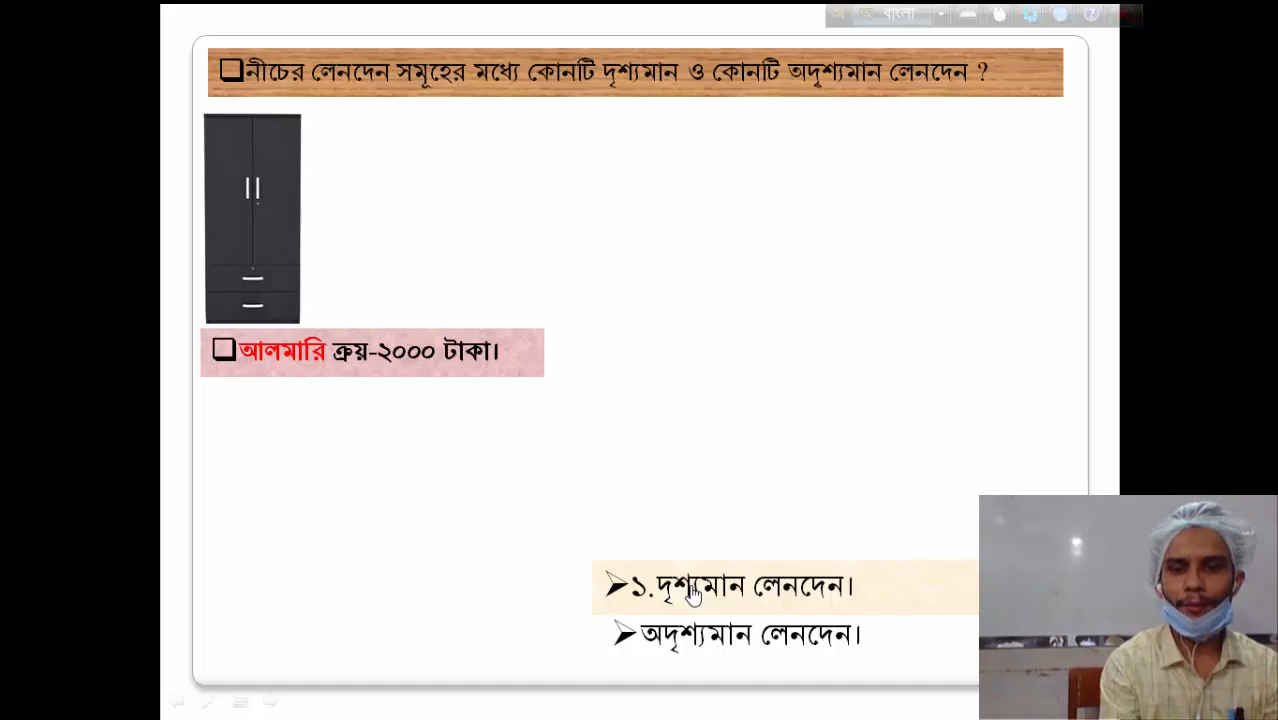 বাংলা
নীচের লেনদেন সমূহের মধ্যে কোনটি দৃশ্যমান ও কোনটি অদৃশ্যমান লেনদেন ?
আলমারি ক্রয়-২০০০ টাকা।
১.দৃশ্যমান লেনদেন।
অদৃশ্যমান লেনদেন।